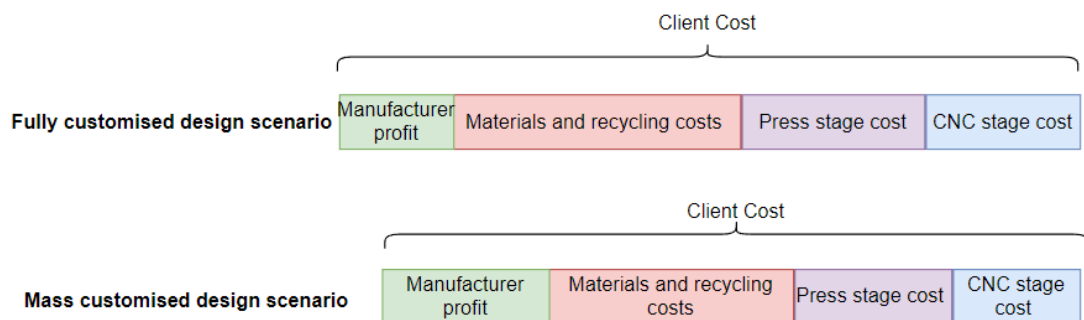 Client Cost
Fully customised design scenario
Manufacturer
profit
Materials and recycling costs
Press stage cost
CNC stage cost
Client Cost
Mass customised design scenario
Manufacturer
profit
Materials and recycling
costs
Press stage cost
CNC stage
cost